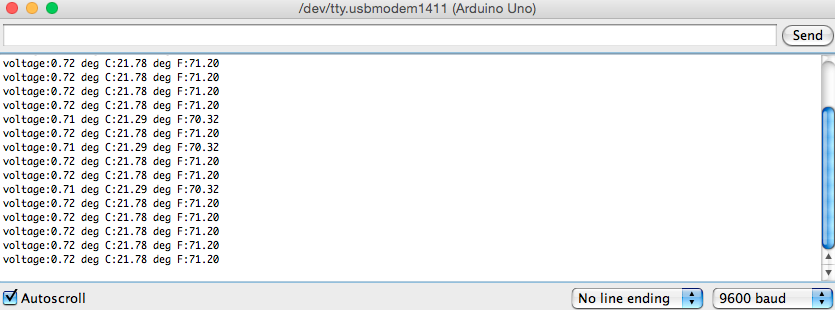 /dev/tty.usbmodem1411 (Arduino Uno)
Send
voltage:0.72 deg C:21.78 deg F:71.20
voltage:0.72 deg C:21.78 deg F:71.20
voltage:0.72 deg C:21.78 deg F:71.20
voltage:0.72 deg C:21.78 deg F:71.20
voltage:0.71 deg C:21.29 deg F:70.32
voltage:0.72 deg C:21.78 deg F:71.20
voltage:0.71 deg C:21.29 deg F:70.32
voltage:0.72 deg C:21.78 deg F:71.20
voltage:0.72 deg C:21.78 deg F:71.20
voltage:0.71 deg C:21.29 deg F:70.32
voltage:0.72 deg C:21.78 deg F:71.20
voltage:0.72 deg C:21.78 deg F:71.20
voltage:0.72 deg C:21.78 deg F:71.20
voltage:0.72 deg C:21.78 deg F:71.20
voltage:0.72 deg C:21.78 deg F:71.20
Autoscroll
No line ending
9600 baud